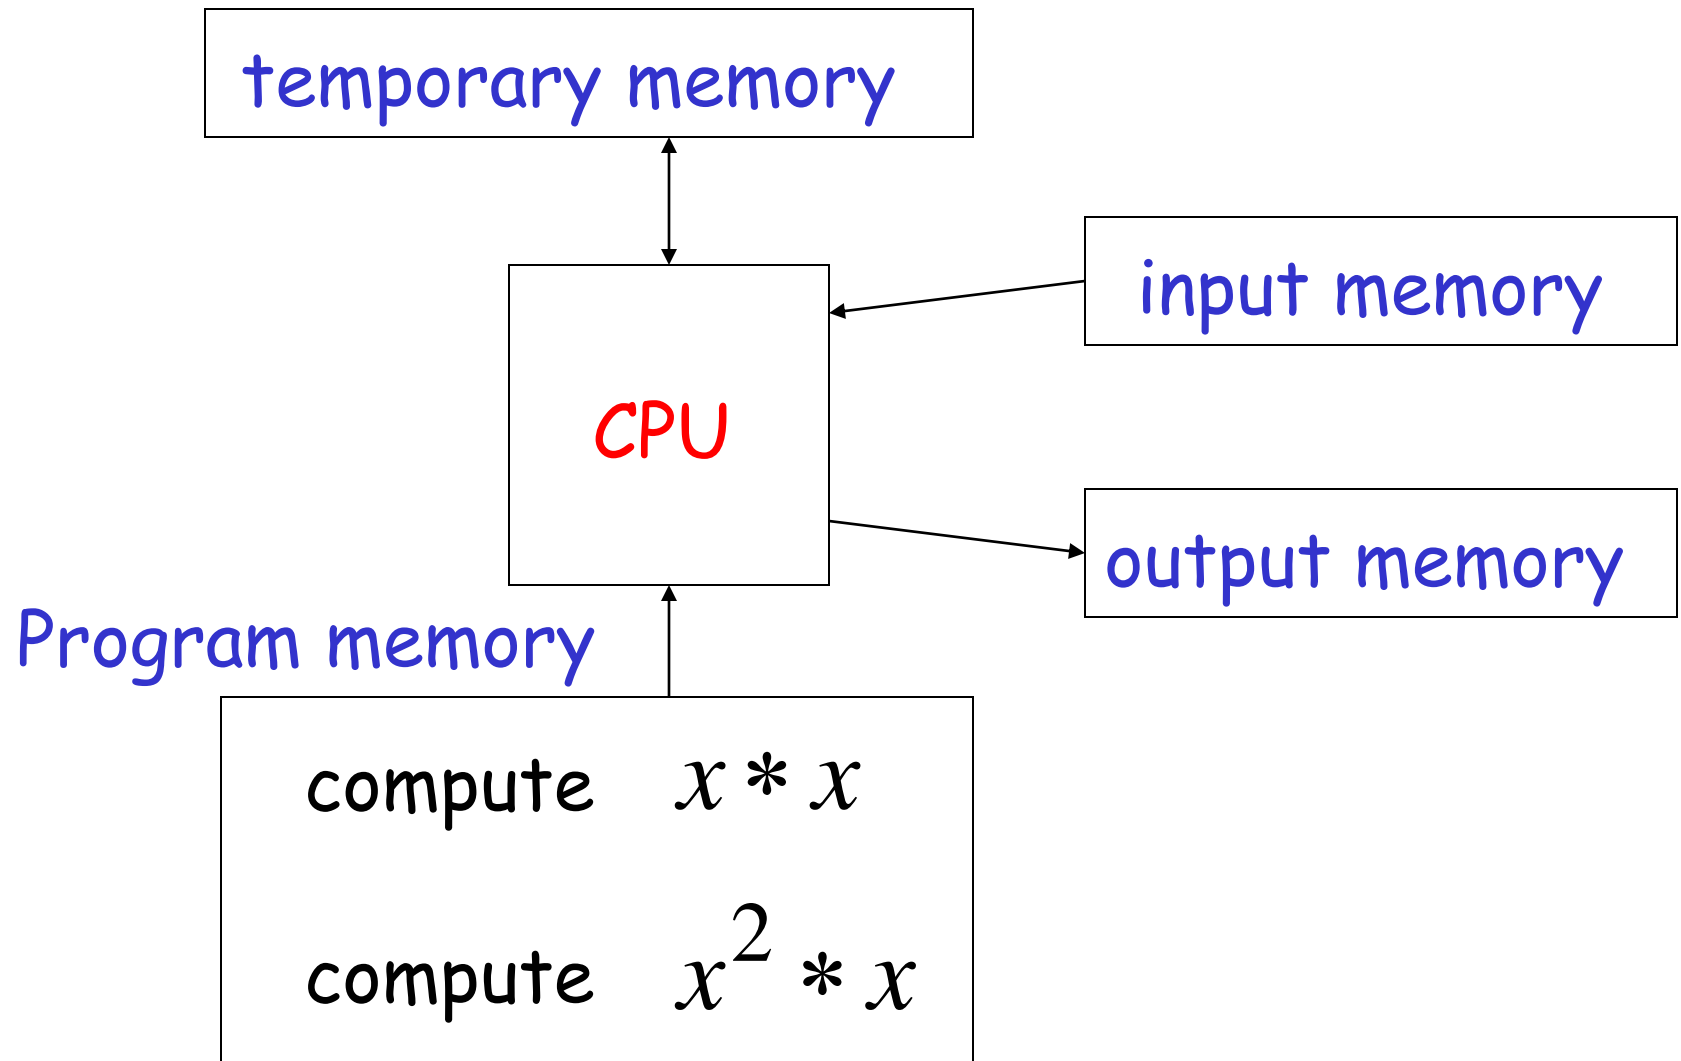 temporary memory
input memory
CPU
output memory
Program memory
compute x * x
compute x² * x